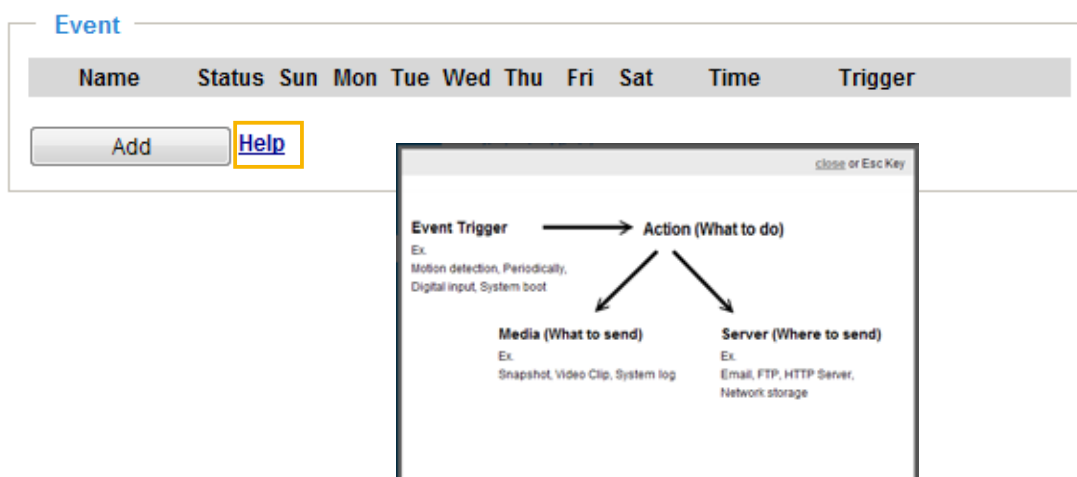 Event
Name Status Sun Mon Tue Wed Thu Fri Sat Time Trigger
Add Help
close or Esc Key
Event Trigger Action (What to do)
Ex.
Motion detection, Periodically,
Digital input, System boot
Media (What to send) Server (Where to send)
Ex. Ex.
Snapshot, Video Clip, System log Email, FTP, HTTP Server,
Network storage